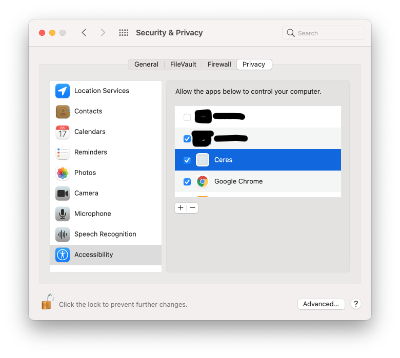 Security & Privacy
Search
General
FileVault
Firewall
Privacy
Location Services
Contacts
Calendars
Reminders
Photos
Camera
Microphone
Speech Recognition
Accessibility
Allow the apps below to control your computer.
Ceres
Google Chrome
+ −
Click the lock to prevent further changes.
Advanced...
?